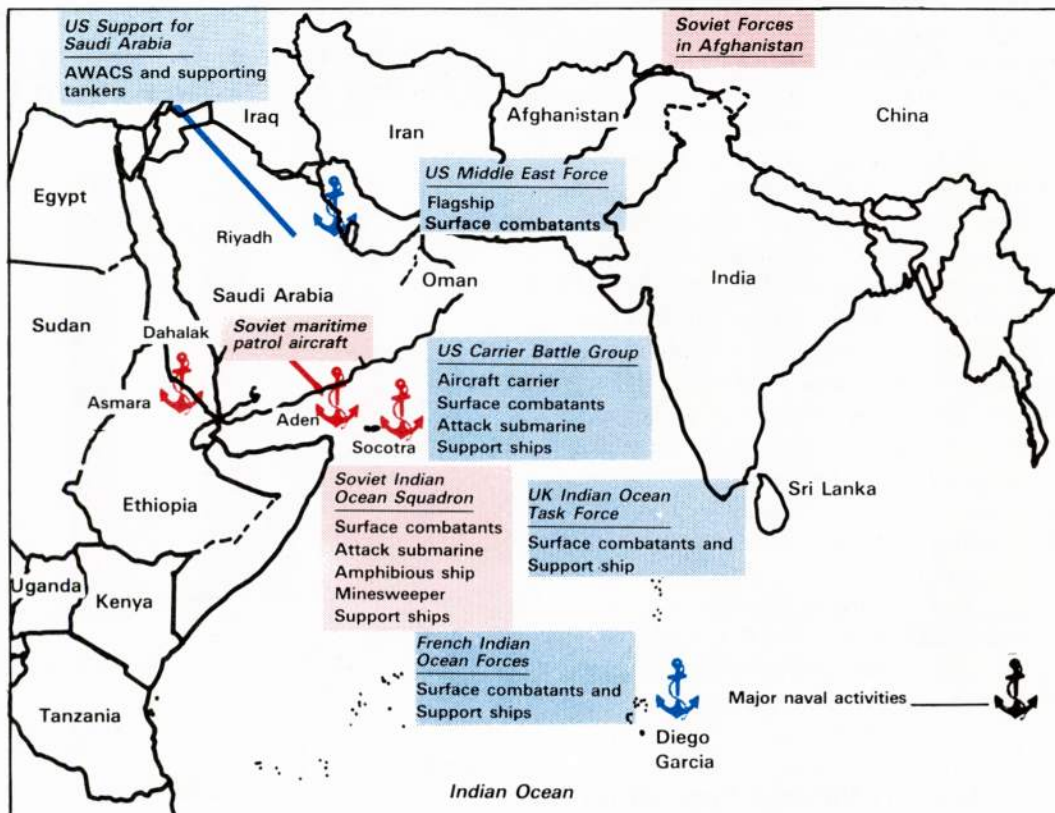 US Support for
Saudi Arabia
AWACS and supporting
tankers
Soviet Forces
in Afghanistan
Iraq
Iran
Afghanistan
China
Egypt
US Middle East Force
Flagship
Surface combatants
Riyadh
Oman
India
Saudi Arabia
Sudan
Dahalak
Soviet maritime
patrol aircraft
US Carrier Battle Group
Aircraft carrier
Surface combatants
Attack submarine
Support ships
Asmara
Aden
Socotra
Soviet Indian
Ocean Squadron
Surface combatants
Attack submarine
Amphibious ship
Minesweeper
Support ships
UK Indian Ocean
Task Force
Surface combatants and
Support ship
Sri Lanka
Ethiopia
Uganda
Kenya
French Indian
Ocean Forces
Surface combatants and
Support ships
Major naval activities
Tanzania
Diego
Garcia
Indian Ocean